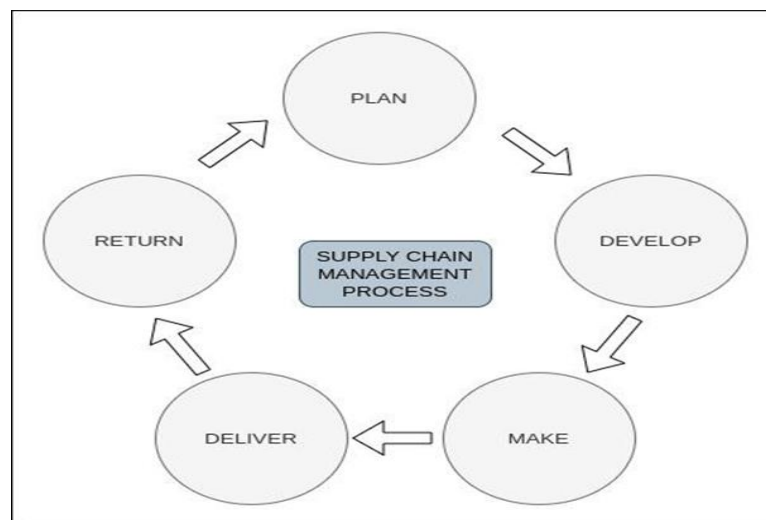 PLAN
DEVELOP
MAKE
DELIVER
RETURN
SUPPLY CHAIN
MANAGEMENT
PROCESS